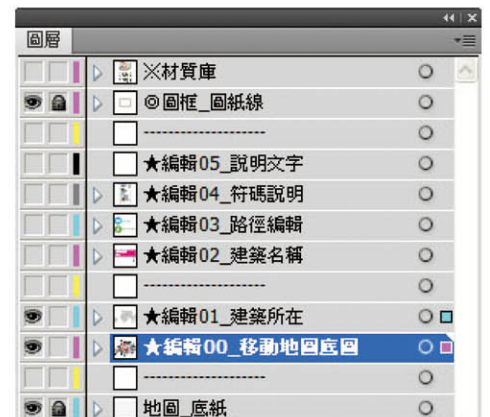 圖層
※材質庫
◎圖框_圖紙線
-------------------
★編輯05_說明文字
★編輯04_符碼說明
★編輯03_路徑編輯
★編輯02_建築名稱
-------------------
★編輯01_建築所在
★編輯00_移動地圖底圖
-------------------
地圖_底紙